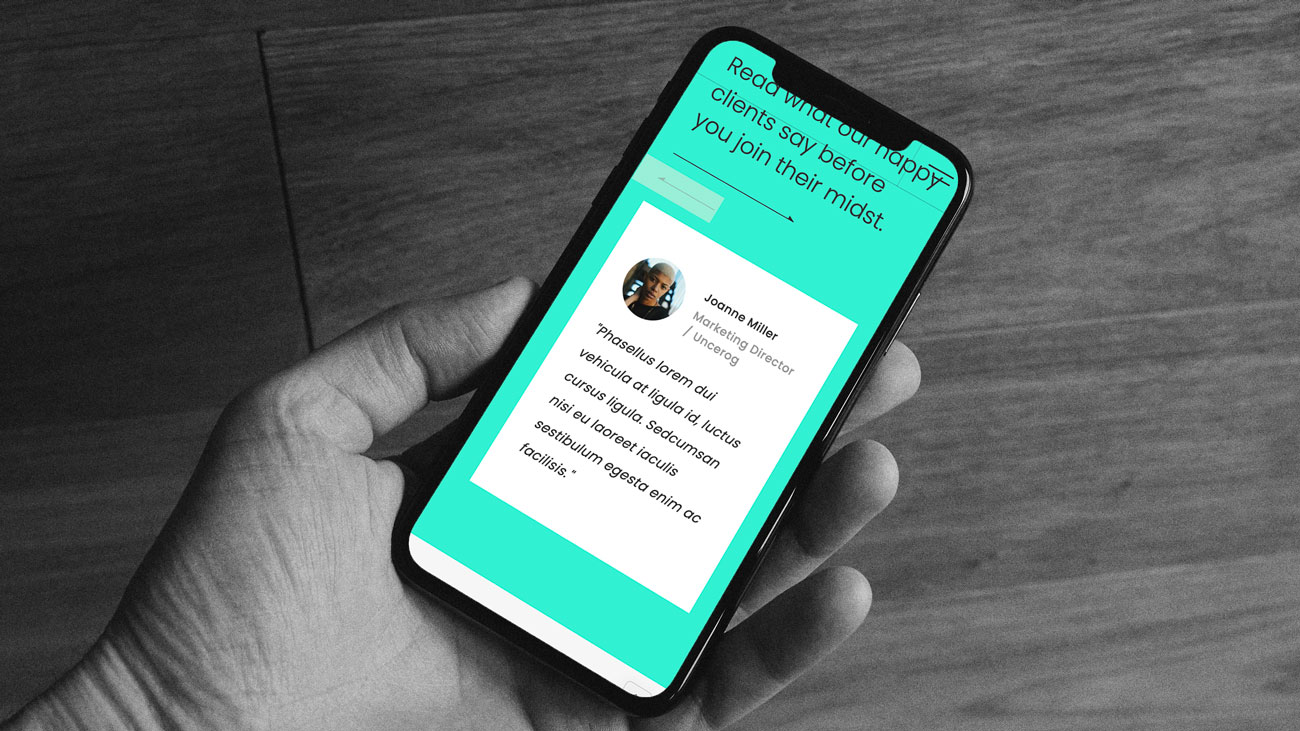 Read what our happy
clients say before
you join their midst.
Joanne Miller
Marketing Director
/ Uncerog
"Phasellus lorem dui
vehicula at ligula id, luctus
cursus ligula. Sedcumsan
nisi eu laoreet iaculis
sestibulum egesta enim ac
facilisis. "